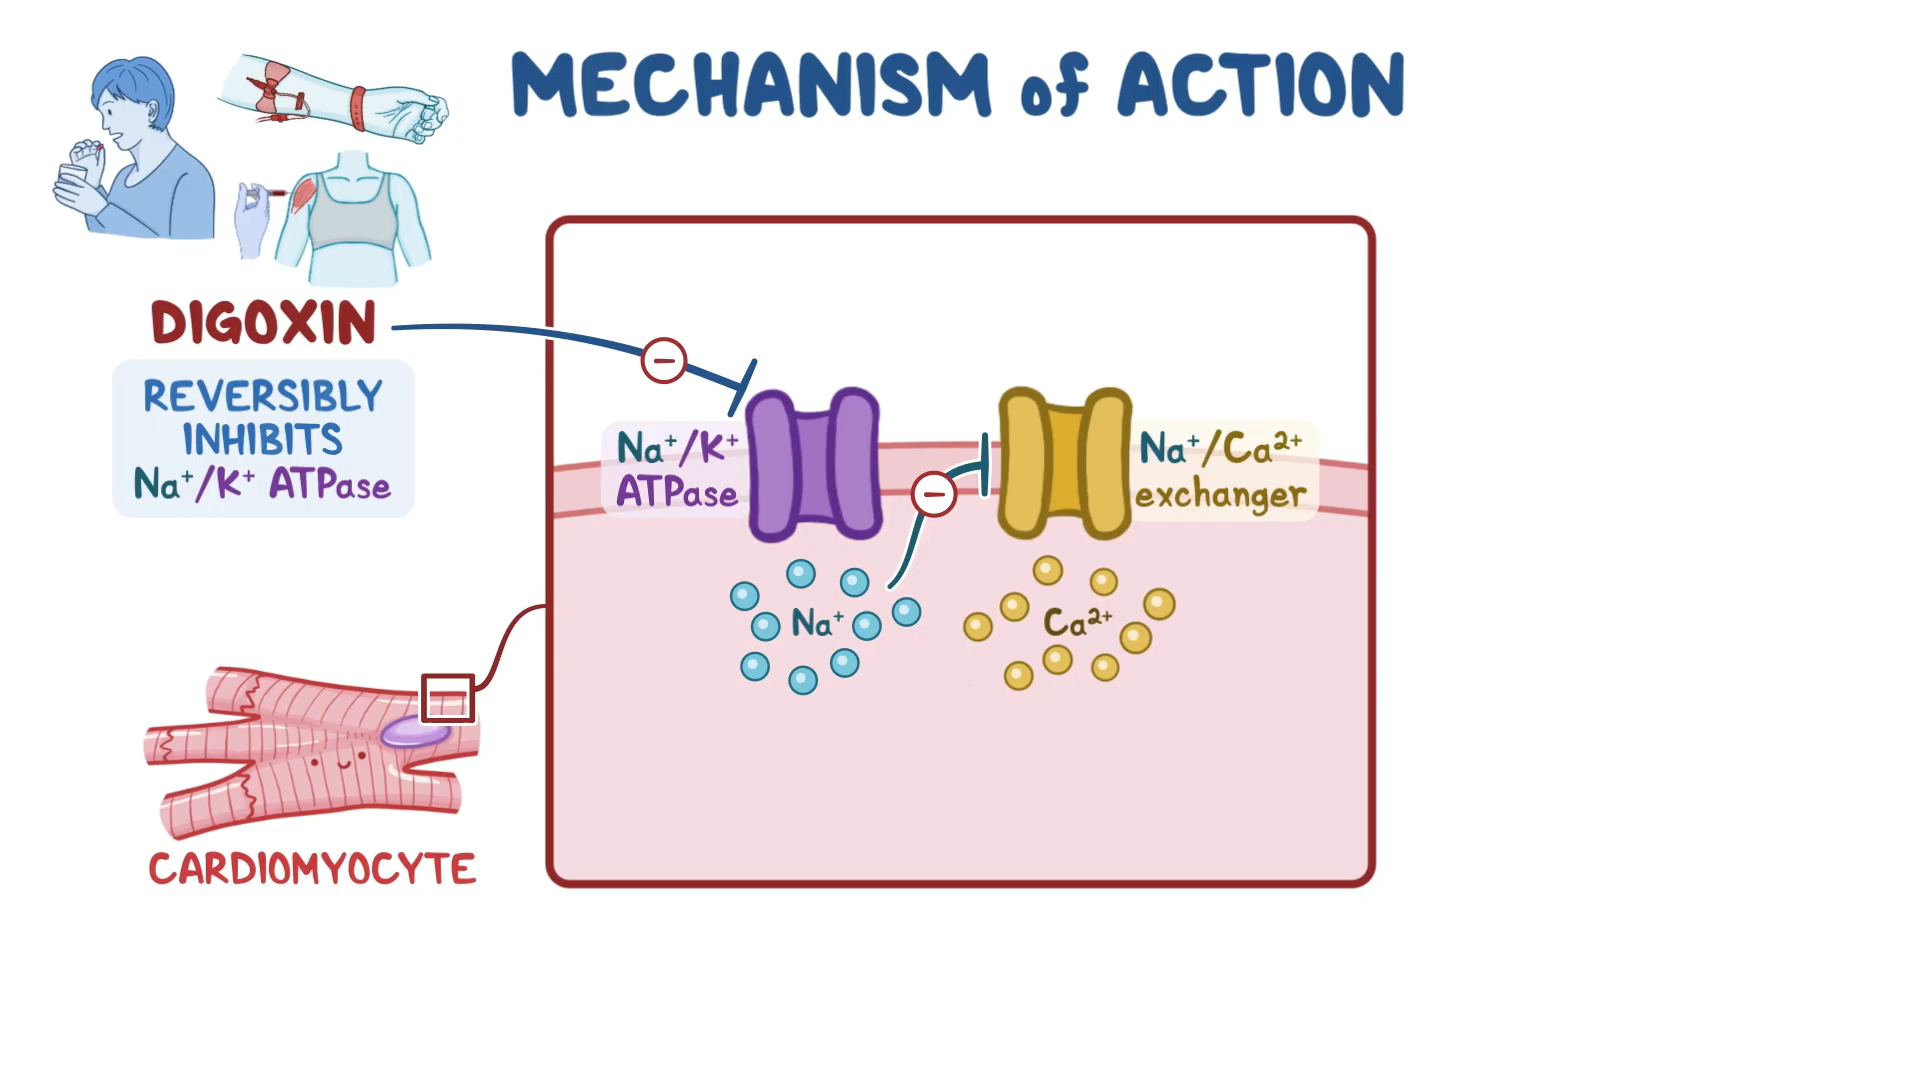 MECHANISM of ACTION
DIGOXIN
REVERSIBLY
INHIBITS
Na⁺/K⁺ ATPase
Na⁺/K⁺
ATPase
Na⁺/Ca²⁺
exchanger
Na⁺
Ca²⁺
CARDIOMYOCYTE